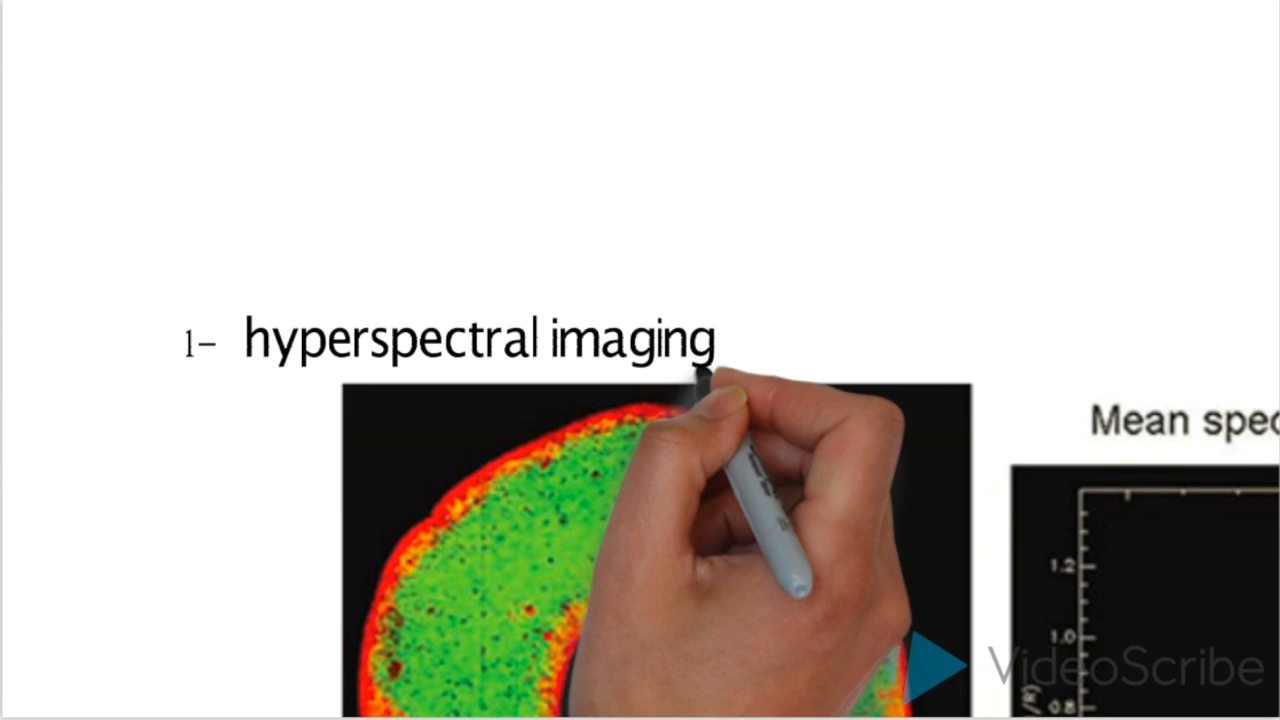 1- hyperspectral imaging
Mean spec
1.2
1.0
0.8
/R)
VideoScribe